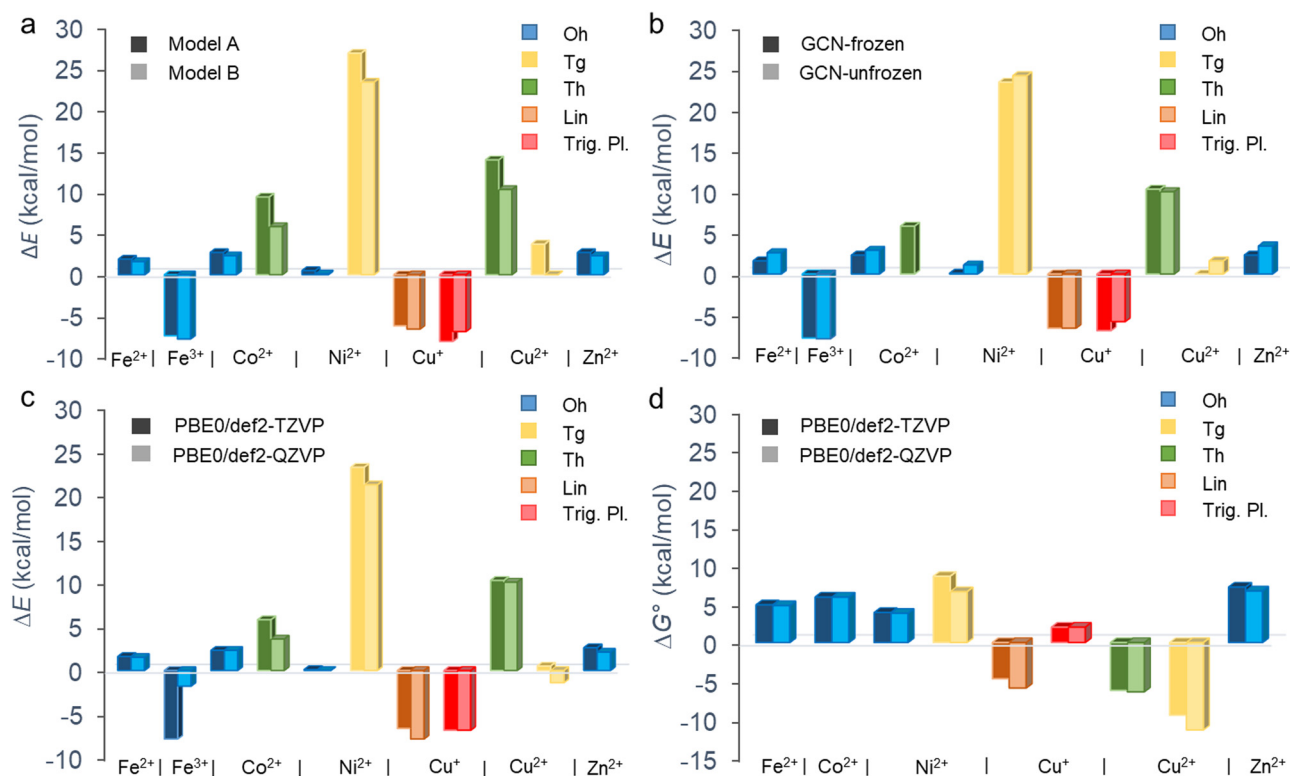 a
30
25
20
15
10
5
0
-5
-10
ΔE (kcal/mol)
Model A
Model B
Oh
Tg
Th
Lin
Trig. Pl.
Fe²⁺ | Fe³⁺ | Co²⁺ | Ni²⁺ | Cu⁺ | Cu²⁺ | Zn²⁺
b
30
25
20
15
10
5
0
-5
-10
ΔE (kcal/mol)
GCN-frozen
GCN-unfrozen
Oh
Tg
Th
Lin
Trig. Pl.
Fe²⁺ | Fe³⁺ | Co²⁺ | Ni²⁺ | Cu⁺ | Cu²⁺ | Zn²⁺
c
30
25
20
15
10
5
0
-5
-10
ΔE (kcal/mol)
PBE0/def2-TZVP
PBE0/def2-QZVP
Oh
Tg
Th
Lin
Trig. Pl.
Fe²⁺ | Fe³⁺ | Co²⁺ | Ni²⁺ | Cu⁺ | Cu²⁺ | Zn²⁺
d
30
25
20
15
10
5
0
-5
-10
-15
ΔG° (kcal/mol)
PBE0/def2-TZVP
PBE0/def2-QZVP
Oh
Tg
Th
Lin
Trig. Pl.
Fe²⁺ | Co²⁺ | Ni²⁺ | Cu⁺ | Cu²⁺ | Zn²⁺